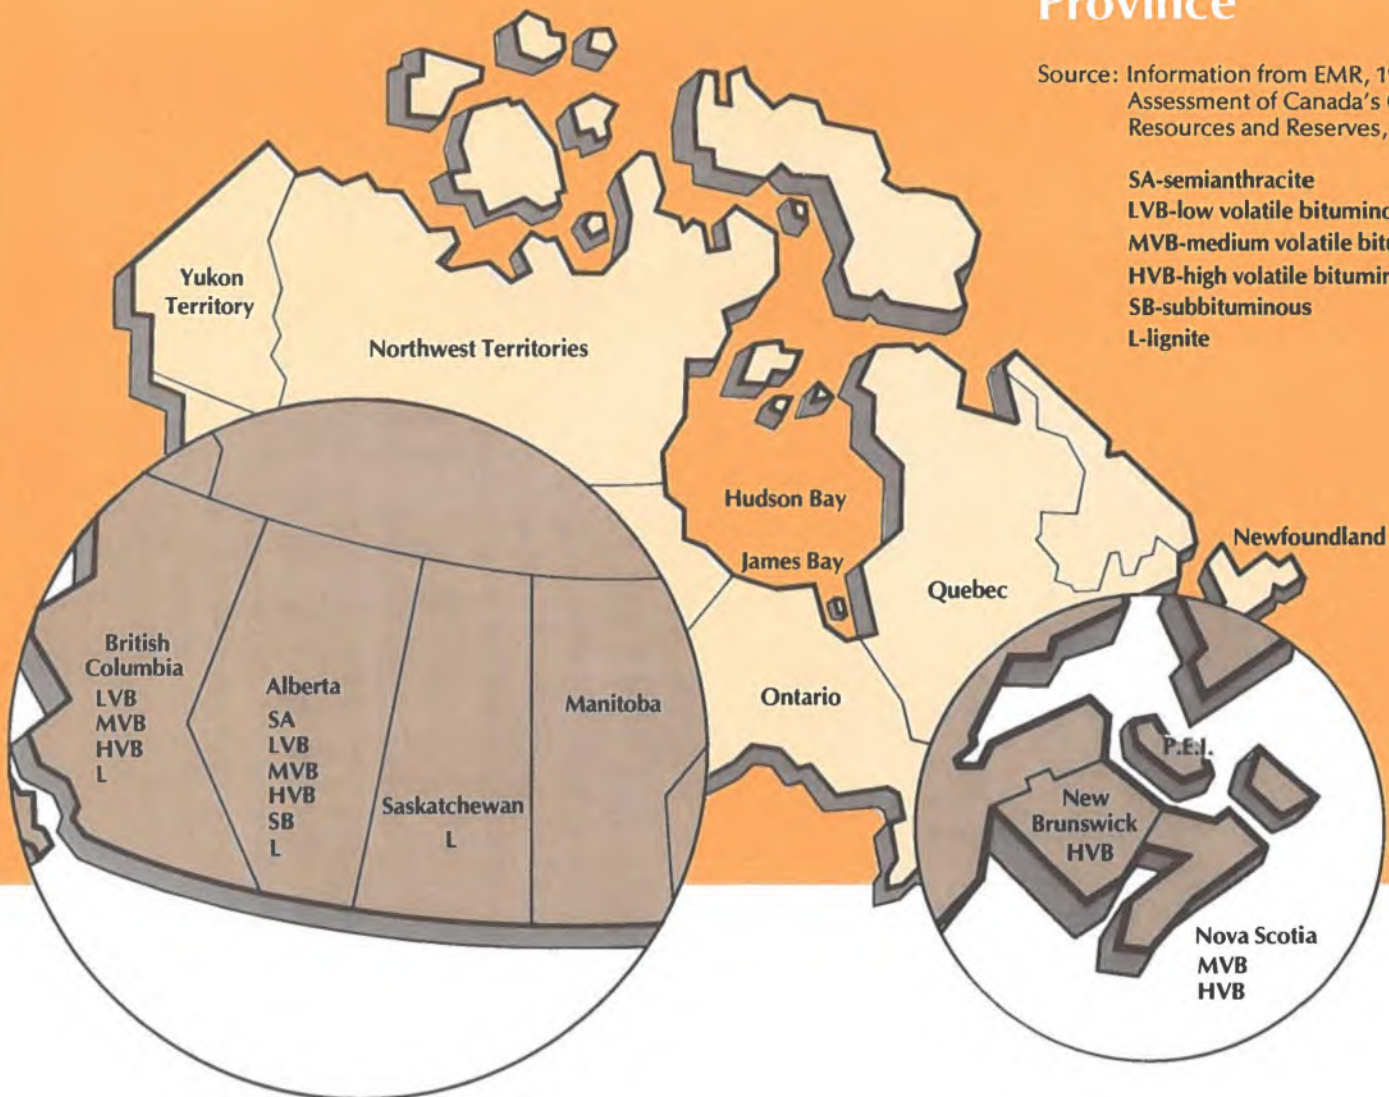 Province
Source: Information from EMR, 
Assessment of Canada's
Resources and Reserves,
SA-semianthracite
LVB-low volatile
MVB-medium volatile
HVB-high volatile
SB-subbituminous
L-lignite
Yukon
Territory
Northwest Territories
Hudson Bay
James Bay
Newfoundland
Quebec
Ontario
British
Columbia
LVB
MVB
HVB
L
Alberta
SA
LVB
MVB
HVB
SB
L
Saskatchewan
L
Manitoba
P.E.I.
New
Brunswick
HVB
Nova Scotia
MVB
HVB